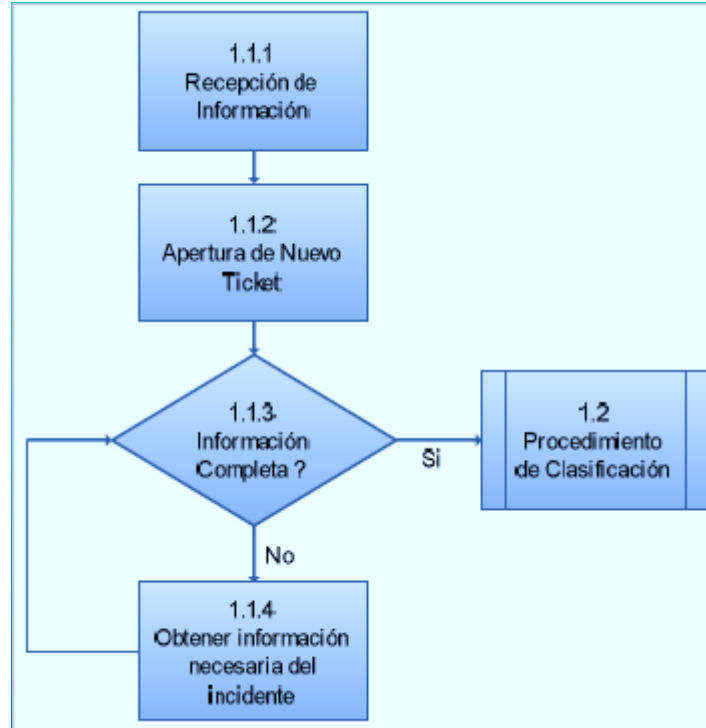 1.1.1
Recepción de
Información
1.1.2
Apertura de Nuevo
Ticket
1.1.3
Información
Completa ?
Si
1.2
Procedimiento
de Clasificación
No
1.1.4
Obtener información
necesaria del
incidente